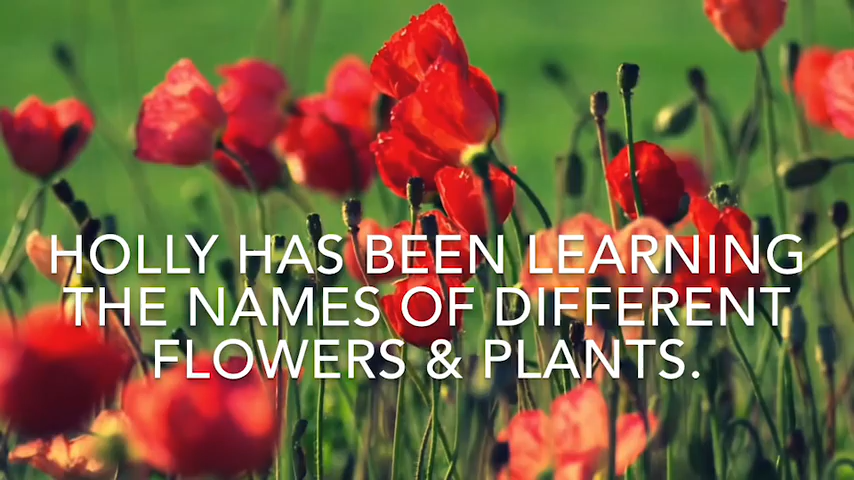 HOLLY HAS BEEN LEARNING
THE NAMES OF DIFFERENT
FLOWERS & PLANTS.